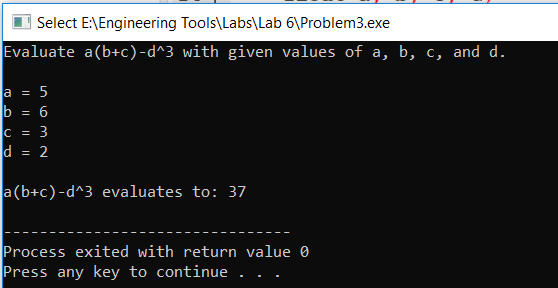 Select E:\Engineering Tools\Labs\Lab 6\Problem3.exe
Evaluate a(b+c)-d^3 with given values of a, b, c, and d.
a = 5
b = 6
c = 3
d = 2
a(b+c)-d^3 evaluates to: 37
--------------------------------
Process exited with return value 0
Press any key to continue . . .